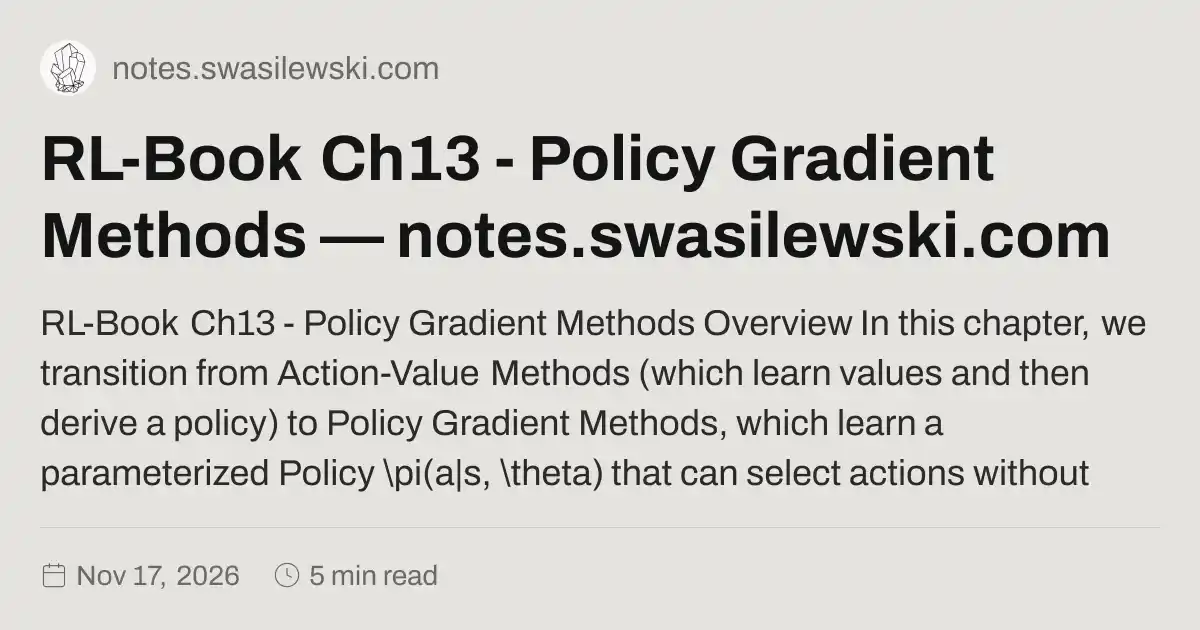 notes.swasilewski.com
RL-Book Ch13 - Policy Gradient
Methods — notes.swasilewski.com
RL-Book Ch13 - Policy Gradient Methods Overview In this chapter, we
transition from Action-Value Methods (which learn values and then
derive a policy) to Policy Gradient Methods, which learn a
parameterized Policy \pi(a|s, \theta) that can select actions without
Nov 17, 2026 5 min read